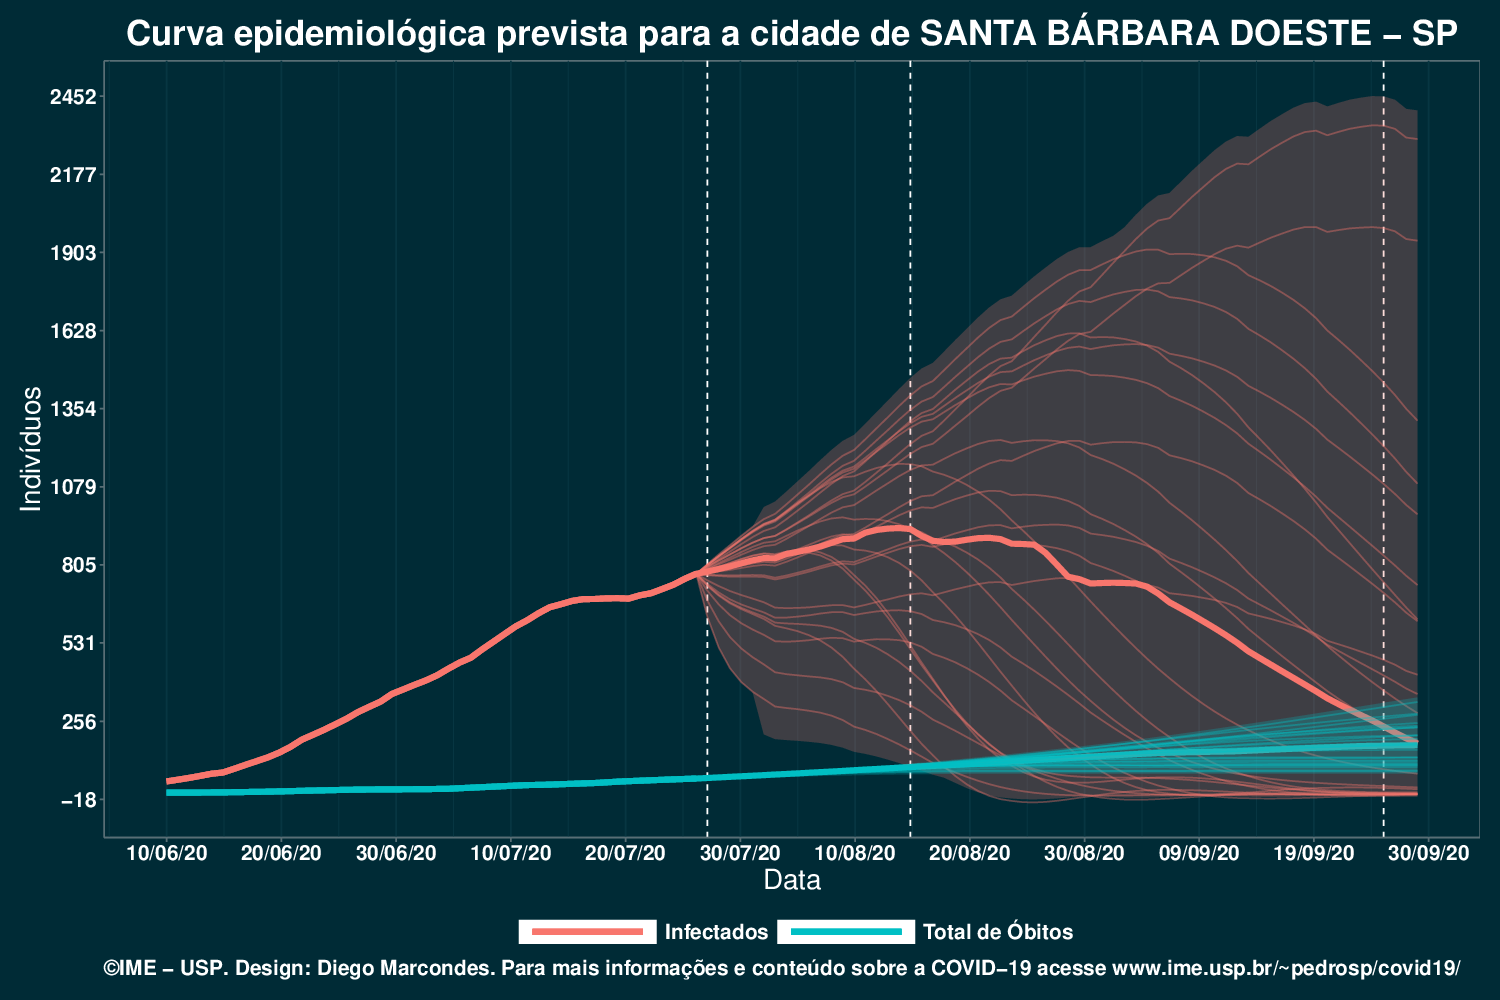 Curva epidemiológica prevista para a cidade de SANTA BÁRBARA DOESTE – SP
2452
2177
1903
1628
1354
1079
805
531
256
−18
Indivíduos
10/06/20 20/06/20 30/06/20 10/07/20 20/07/20 30/07/20 10/08/20 20/08/20 30/08/20 09/09/20 19/09/20 30/09/20
Data
Infectados Total de Óbitos
©IME – USP. Design: Diego Marcondes. Para mais informações e conteúdo sobre a COVID−19 acesse www.ime.usp.br/~pedrosp/covid19/